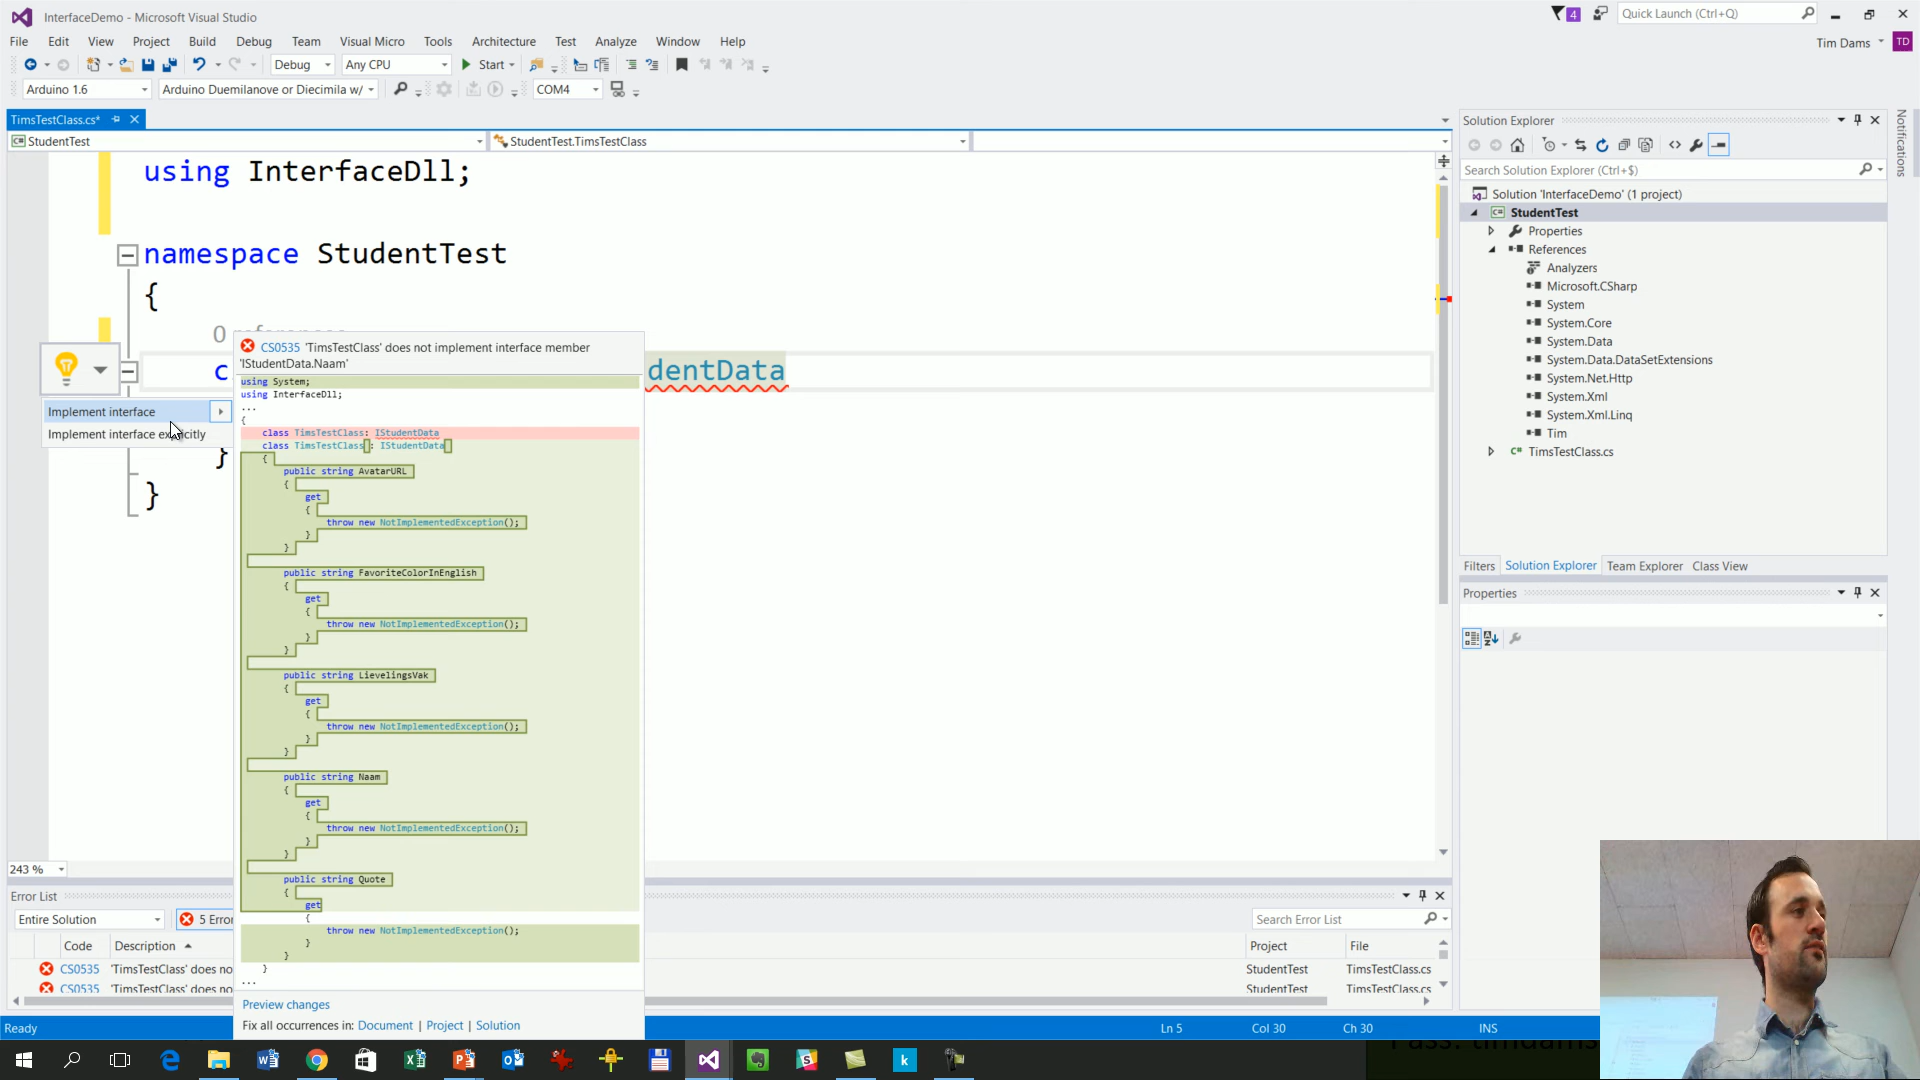 InterfaceDemo - Microsoft Visual Studio
4
Quick Launch (Ctrl+Q)
File Edit View Project Build Debug Team Visual Micro Tools Architecture Test Analyze Window Help
Tim Dams TD
Debug Any CPU Start
Arduino 1.6 Arduino Duemilanove or Diecimila w/ COM4
TimsTestClass.cs*
StudentTest StudentTest.TimsTestClass
using InterfaceDll;
namespace StudentTest
{
0 references
c dentData
}
}
Implement interface
Implement interface explicitly
CS0535 'TimsTestClass' does not implement interface member
'IStudentData.Naam'
using System;
using InterfaceDll;
...
{
class TimsTestClass: IStudentData
class TimsTestClass : IStudentData
{
public string AvatarURL
{
get
{
throw new NotImplementedException();
}
}
public string FavoriteColorInEnglish
{
get
{
throw new NotImplementedException();
}
}
public string LievelingsVak
{
get
{
throw new NotImplementedException();
}
}
public string Naam
{
get
{
throw new NotImplementedException();
}
}
public string Quote
{
get
{
throw new NotImplementedException();
}
}
}
...
Preview changes
Fix all occurrences in: Document | Project | Solution
243 %
Error List
Entire Solution 5 Erro
Search Error List
Code Description Project File
CS0535 'TimsTestClass' does no StudentTest TimsTestClass.cs
CS0535 'TimsTestClass' does no StudentTest TimsTestClass.cs
Ready Ln 5 Col 30 Ch 30 INS
Solution Explorer
Search Solution Explorer (Ctrl+$)
Solution 'InterfaceDemo' (1 project)
StudentTest
Properties
References
Analyzers
Microsoft.CSharp
System
System.Core
System.Data
System.Data.DataSetExtensions
System.Net.Http
System.Xml
System.Xml.Linq
Tim
TimsTestClass.cs
Filters Solution Explorer Team Explorer Class View
Properties
Notifications
Pass: timdams